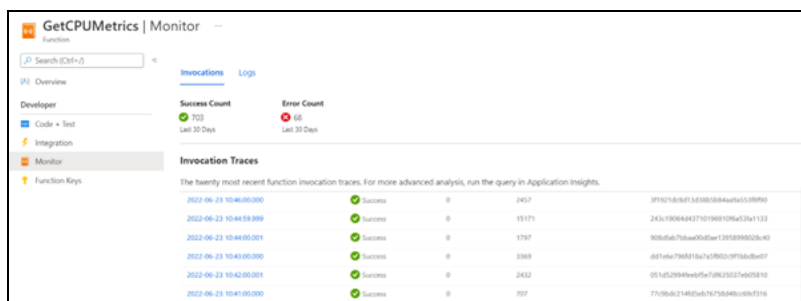 GetCPUMetrics | Monitor ...
Function
Search (Ctrl+/)
«
Overview
Developer
Code + Test
Integration
Monitor
Function Keys
Invocations Logs
Success Count Error Count
703 68
Last 30 Days Last 30 Days
Invocation Traces
The twenty most recent function invocation traces. For more advanced analysis, run the query in Application Insights.
2022-06-23 10:46:00.000 Success 0 2457
2022-06-23 10:44:59.999 Success 0 15171
2022-06-23 10:44:00.001 Success 0 1797
2022-06-23 10:43:00.000 Success 0 3369
2022-06-23 10:42:00.001 Success 0 2432
2022-06-23 10:41:00.000 Success 0 707